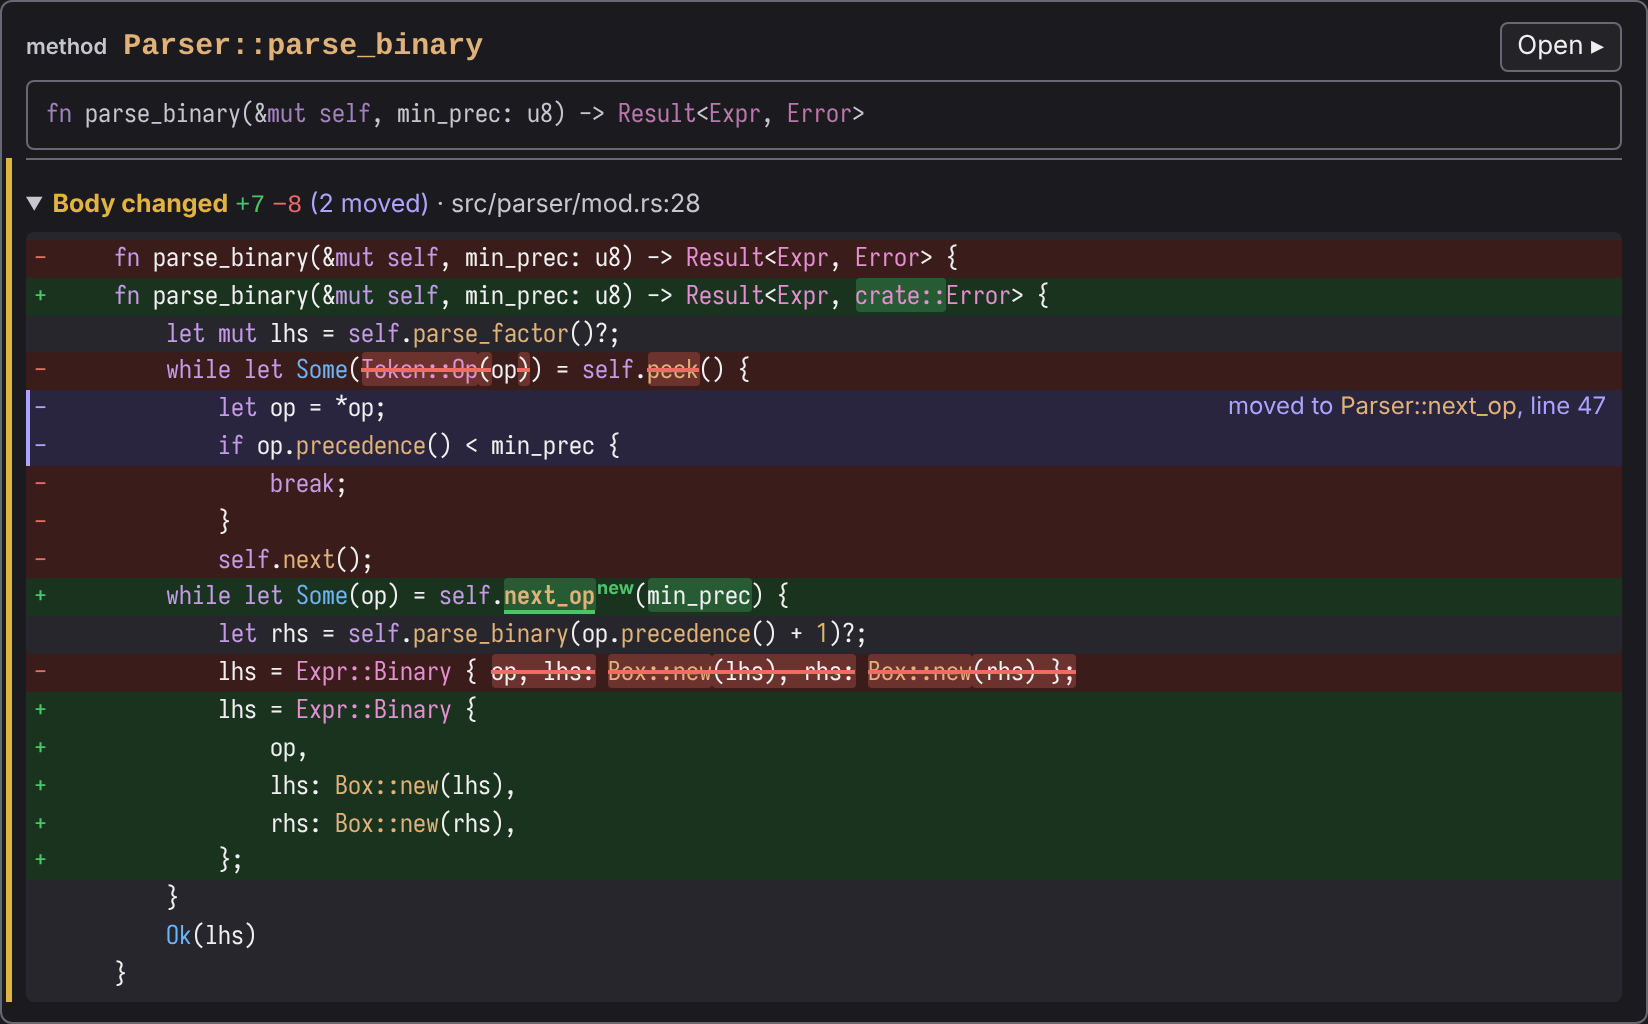 method Parser::parse_binary
Open ▸
fn parse_binary(&mut self, min_prec: u8) -> Result<Expr, Error>
▼ Body changed +7 −8 (2 moved) · src/parser/mod.rs:28
−     fn parse_binary(&mut self, min_prec: u8) -> Result<Expr, Error> {
+     fn parse_binary(&mut self, min_prec: u8) -> Result<Expr, crate::Error> {
          let mut lhs = self.parse_factor()?;
−         while let Some(Token::Op(op)) = self.peek() {
−             let op = *op; moved to Parser::next_op, line 47
−             if op.precedence() < min_prec {
−                 break;
−             }
−             self.next();
+         while let Some(op) = self.next_op new(min_prec) {
              let rhs = self.parse_binary(op.precedence() + 1)?;
−             lhs = Expr::Binary { op, lhs: Box::new(lhs), rhs: Box::new(rhs) };
+             lhs = Expr::Binary {
+                 op,
+                 lhs: Box::new(lhs),
+                 rhs: Box::new(rhs),
+             };
          }
          Ok(lhs)
      }